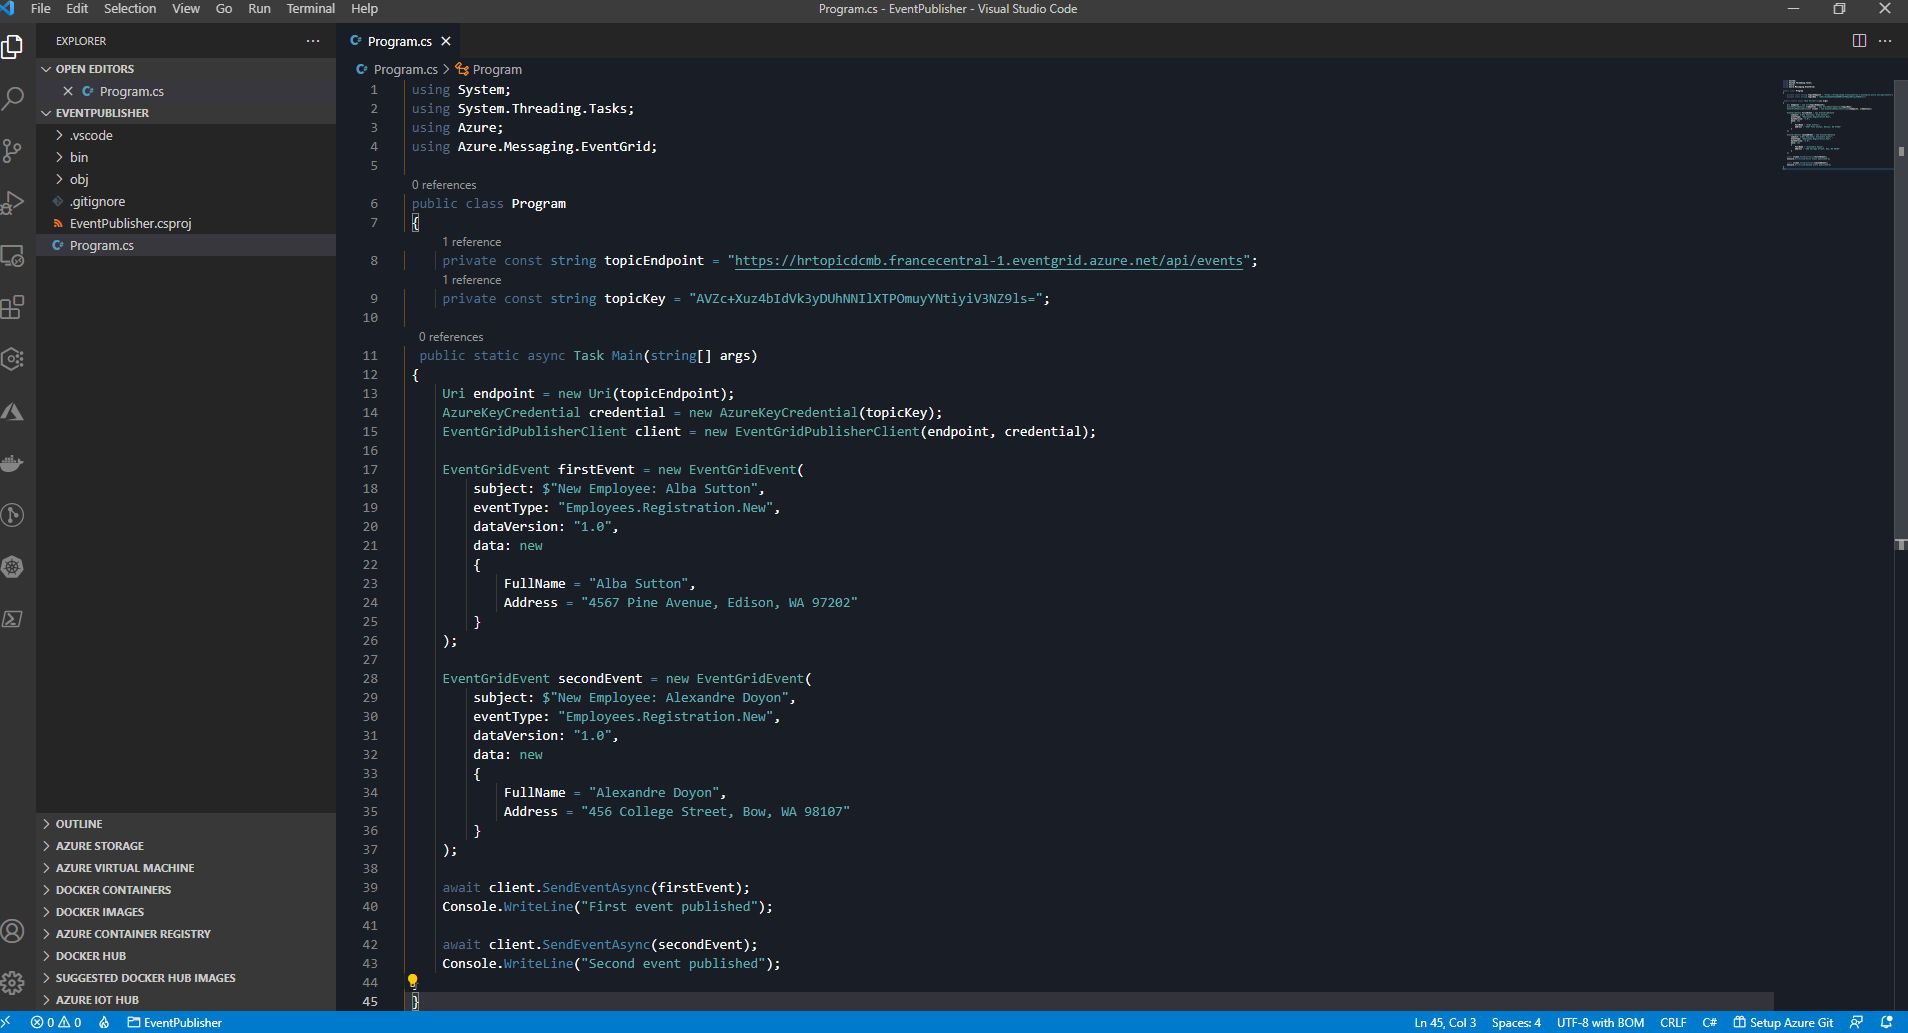 File Edit Selection View Go Run Terminal Help
Program.cs - EventPublisher - Visual Studio Code
EXPLORER
OPEN EDITORS
Program.cs
EVENTPUBLISHER
.vscode
bin
obj
.gitignore
EventPublisher.csproj
Program.cs
OUTLINE
AZURE STORAGE
AZURE VIRTUAL MACHINE
DOCKER CONTAINERS
DOCKER IMAGES
AZURE CONTAINER REGISTRY
DOCKER HUB
SUGGESTED DOCKER HUB IMAGES
AZURE IOT HUB
Program.cs
Program.cs > Program
1 using System;
2 using System.Threading.Tasks;
3 using Azure;
4 using Azure.Messaging.EventGrid;
5
0 references
6 public class Program
7 {
1 reference
8 private const string topicEndpoint = "https://hrtopicdcmb.francecentral-1.eventgrid.azure.net/api/events";
1 reference
9 private const string topicKey = "AVZc+Xuz4bIdVk3yDUhNNIlXTPOmuyYNtiyiV3NZ9ls=";
10
0 references
11 public static async Task Main(string[] args)
12 {
13 Uri endpoint = new Uri(topicEndpoint);
14 AzureKeyCredential credential = new AzureKeyCredential(topicKey);
15 EventGridPublisherClient client = new EventGridPublisherClient(endpoint, credential);
16
17 EventGridEvent firstEvent = new EventGridEvent(
18 subject: $"New Employee: Alba Sutton",
19 eventType: "Employees.Registration.New",
20 dataVersion: "1.0",
21 data: new
22 {
23 FullName = "Alba Sutton",
24 Address = "4567 Pine Avenue, Edison, WA 97202"
25 }
26 );
27
28 EventGridEvent secondEvent = new EventGridEvent(
29 subject: $"New Employee: Alexandre Doyon",
30 eventType: "Employees.Registration.New",
31 dataVersion: "1.0",
32 data: new
33 {
34 FullName = "Alexandre Doyon",
35 Address = "456 College Street, Bow, WA 98107"
36 }
37 );
38
39 await client.SendEventAsync(firstEvent);
40 Console.WriteLine("First event published");
41
42 await client.SendEventAsync(secondEvent);
43 Console.WriteLine("Second event published");
44
45 }
0 0 EventPublisher
Ln 45, Col 3 Spaces: 4 UTF-8 with BOM CRLF C# Setup Azure Git